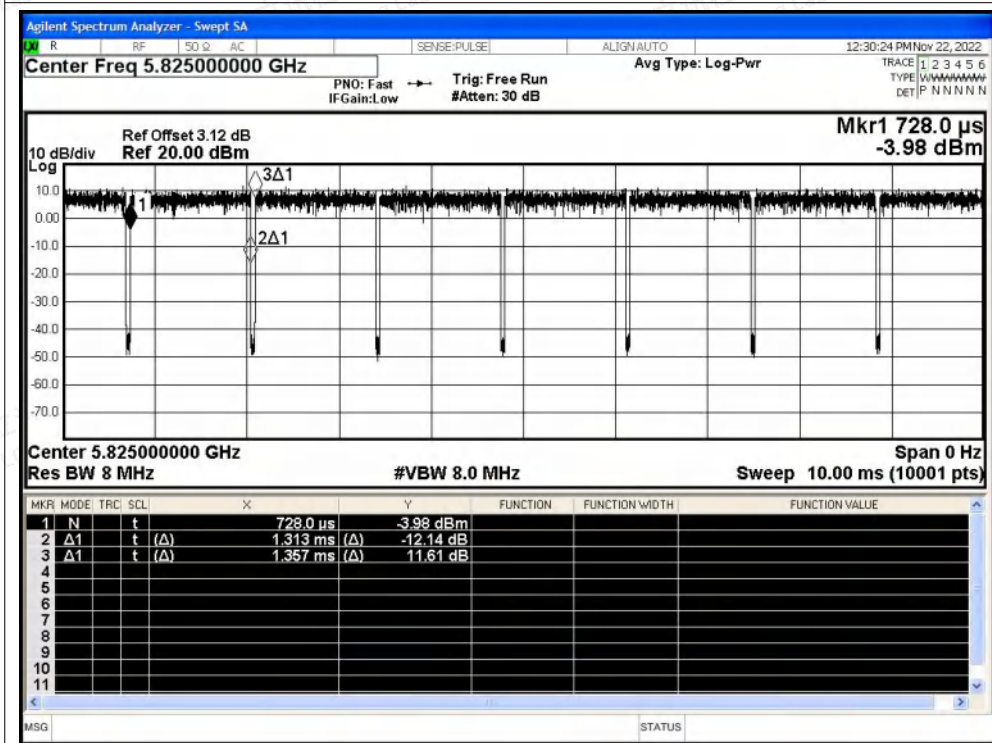 Agilent Spectrum Analyzer - Swept SA
LXI R RF 50 Ω AC SENSE:PULSE ALIGN AUTO 12:30:24 PM Nov 22, 2022
Center Freq 5.825000000 GHz
PNO: Fast
IFGain:Low
Trig: Free Run
#Atten: 30 dB
Avg Type: Log-Pwr
TRACE 1 2 3 4 5 6
TYPE WWWWWW
DET P N N N N N
Mkr1 728.0 µs
-3.98 dBm
Ref Offset 3.12 dB
10 dB/div Ref 20.00 dBm
Log
3Δ1
10.0
1
0.00
2Δ1
-10.0
-20.0
-30.0
-40.0
-50.0
-60.0
-70.0
Center 5.825000000 GHz Span 0 Hz
Res BW 8 MHz #VBW 8.0 MHz Sweep 10.00 ms (10001 pts)
MKR MODE TRC SCL X Y FUNCTION FUNCTION WIDTH FUNCTION VALUE
1 N t 728.0 µs -3.98 dBm
2 Δ1 t (Δ) 1.313 ms (Δ) -12.14 dB
3 Δ1 t (Δ) 1.357 ms (Δ) 11.61 dB
4
5
6
7
8
9
10
11
MSG STATUS